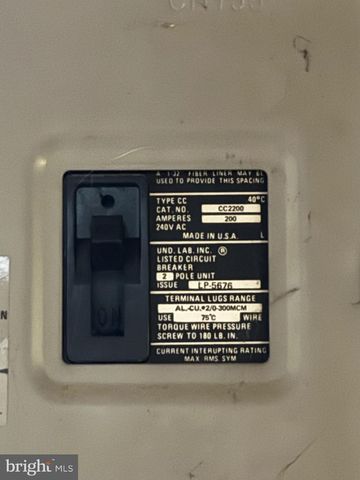 A 1-32 FIBER LINER MAY BE
USED TO PROVIDE THIS SPACING
TYPE CC 40°C
CAT. NO. CC2200
AMPERES 200
240V AC
MADE IN U.S.A. L
UND. LAB. INC. ®
LISTED CIRCUIT
BREAKER
2 POLE UNIT
ISSUE LP-5676
TERMINAL LUGS RANGE
AL.-CU.#2/0-300MCM
USE 75°C WIRE
TORQUE WIRE PRESSURE
SCREW TO 180 LB. IN.
CURRENT INTERUPTING RATING
MAX. RMS. SYM
ON
bright MLS